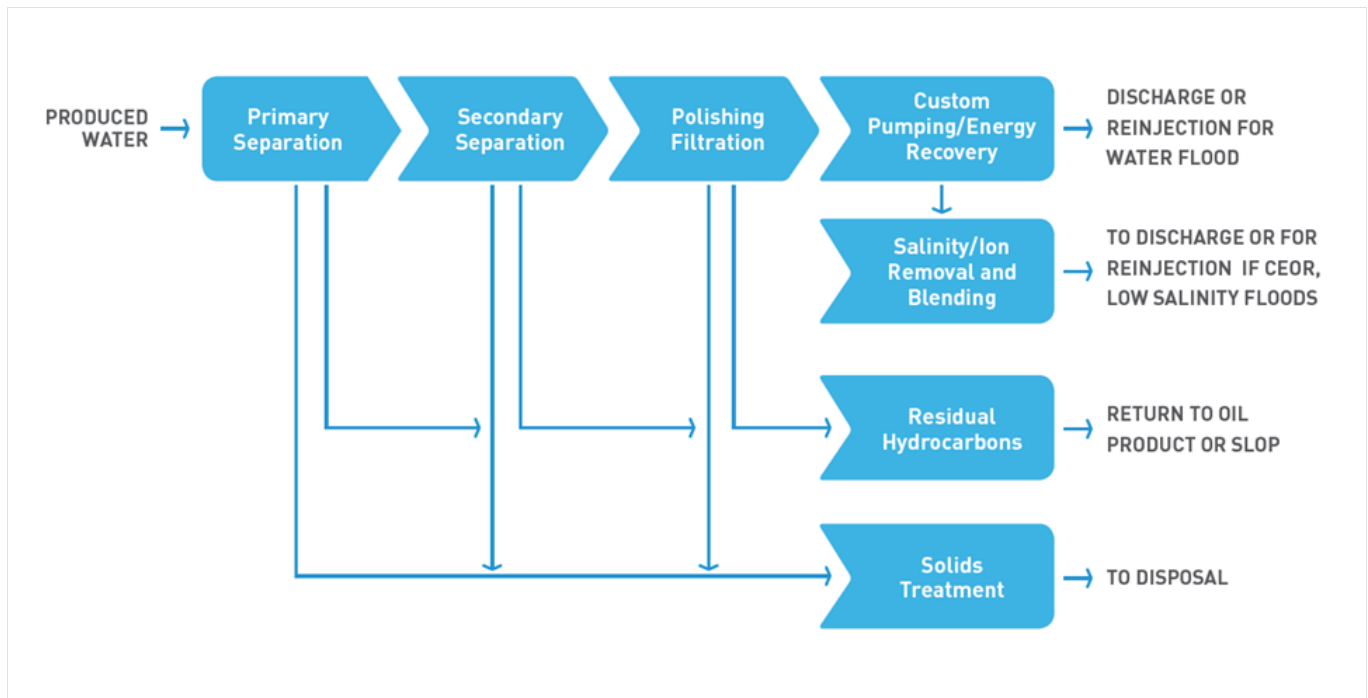 PRODUCED
WATER
Primary
Separation
Secondary
Separation
Polishing
Filtration
Custom
Pumping/Energy
Recovery
DISCHARGE OR
REINJECTION FOR
WATER FLOOD
Salinity/Ion
Removal and
Blending
TO DISCHARGE OR FOR
REINJECTION IF CEOR,
LOW SALINITY FLOODS
Residual
Hydrocarbons
RETURN TO OIL
PRODUCT OR SLOP
Solids
Treatment
TO DISPOSAL